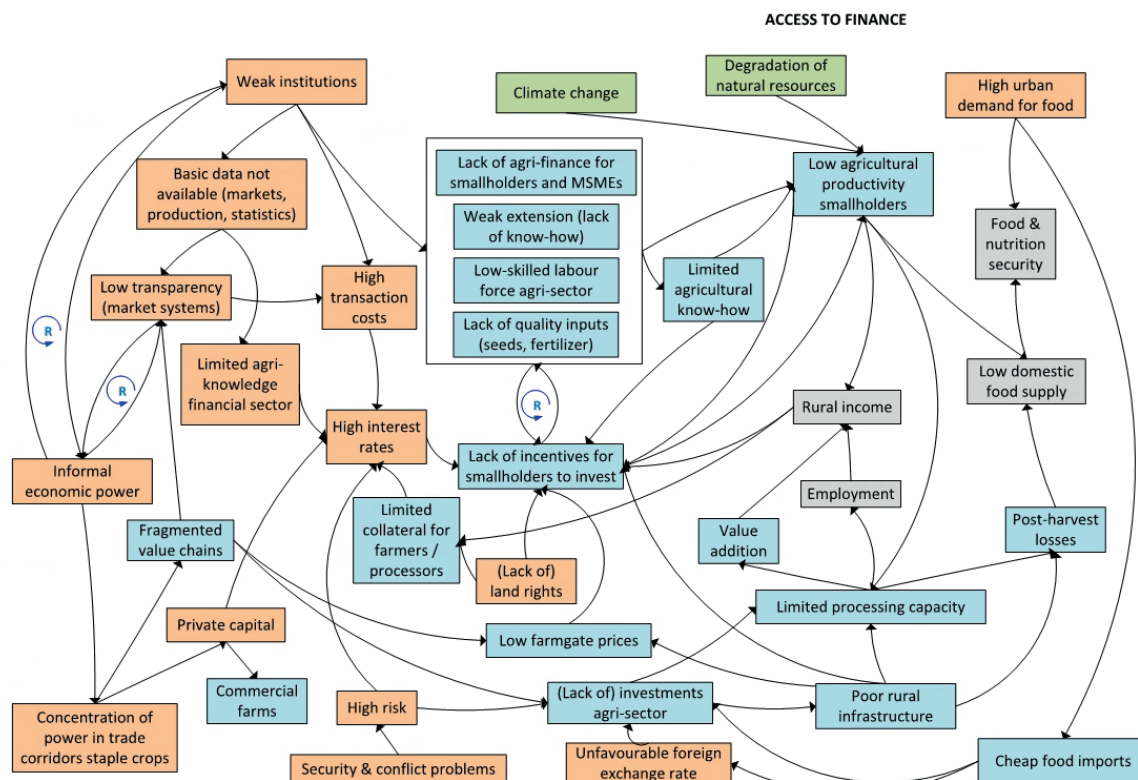 ACCESS TO FINANCE
Weak institutions
Climate change
Degradation of
natural resources
High urban
demand for food
Basic data not
available (markets,
production, statistics)
Lack of agri-finance for
smallholders and MSMEs
Weak extension (lack
of know-how)
Low-skilled labour
force agri-sector
Lack of quality inputs
(seeds, fertilizer)
Low agricultural
productivity
smallholders
Food &
nutrition
security
Low transparency
(market systems)
High
transaction
costs
Limited
agricultural
know-how
R
R
Limited agri-
knowledge
financial sector
Low domestic
food supply
Rural income
R
High interest
rates
Lack of incentives for
smallholders to invest
Informal
economic power
Employment
Limited
collateral for
farmers /
processors
Fragmented
value chains
Value
addition
Post-harvest
losses
(Lack of)
land rights
Limited processing capacity
Private capital
Low farmgate prices
Commercial
farms
High risk
(Lack of) investments
agri-sector
Poor rural
infrastructure
Concentration of
power in trade
corridors staple crops
Security & conflict problems
Unfavourable foreign
exchange rate
Cheap food imports